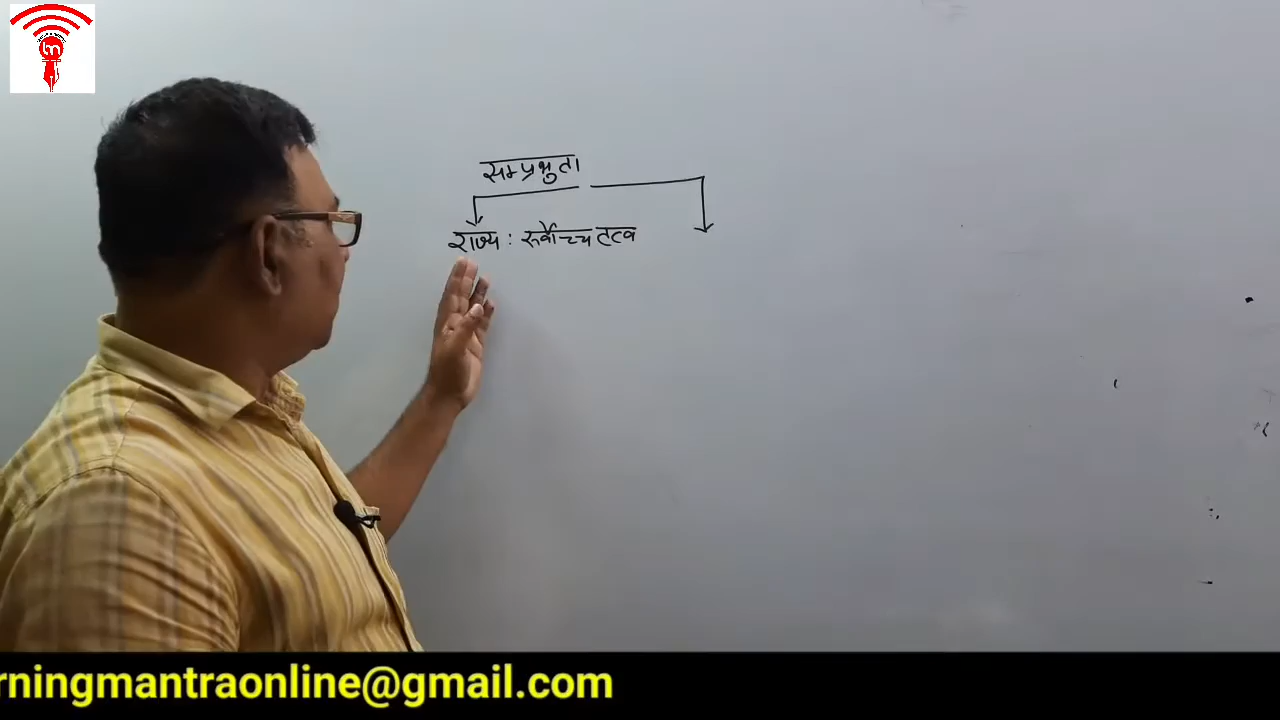 सम्प्रभुता
राज्य : सर्वोच्च तत्व
rningmantraonline@gmail.com